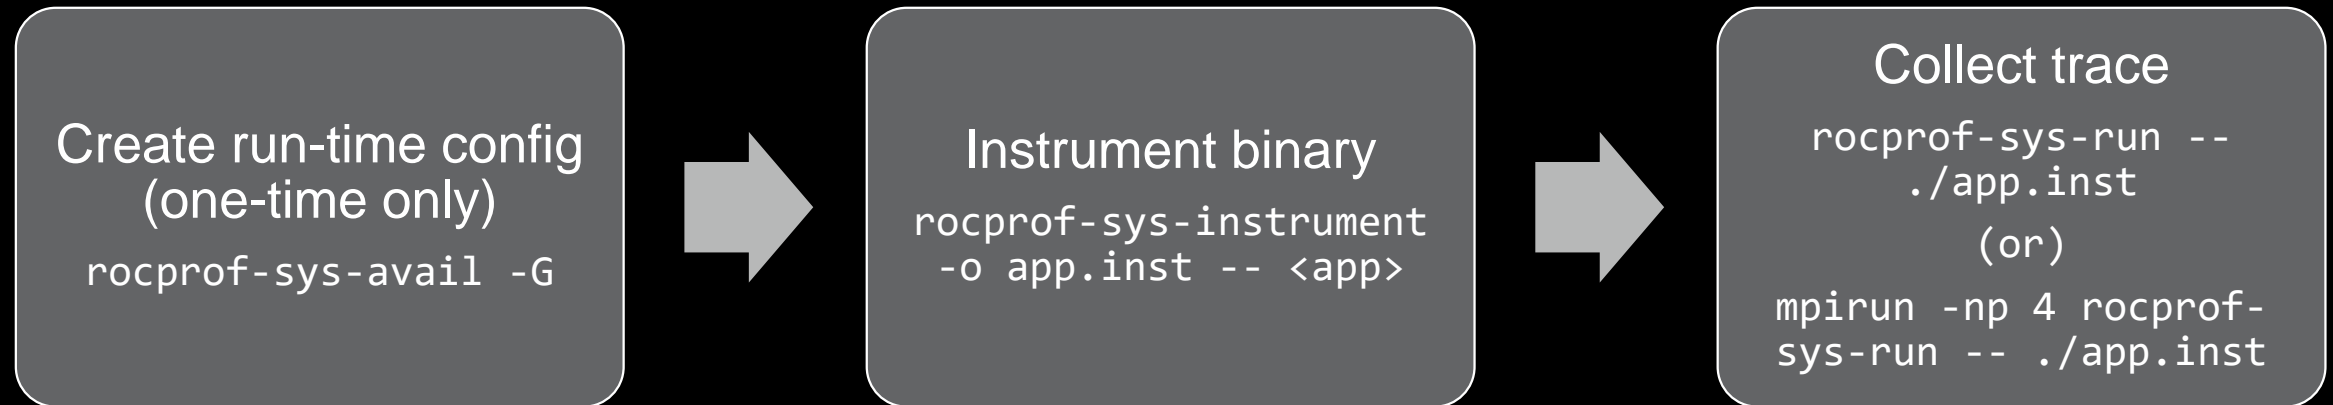 Create run-time config
(one-time only)
rocprof-sys-avail -G
Instrument binary
rocprof-sys-instrument
-o app.inst -- <app>
Collect trace
rocprof-sys-run --
./app.inst
(or)
mpirun -np 4 rocprof-
sys-run -- ./app.inst